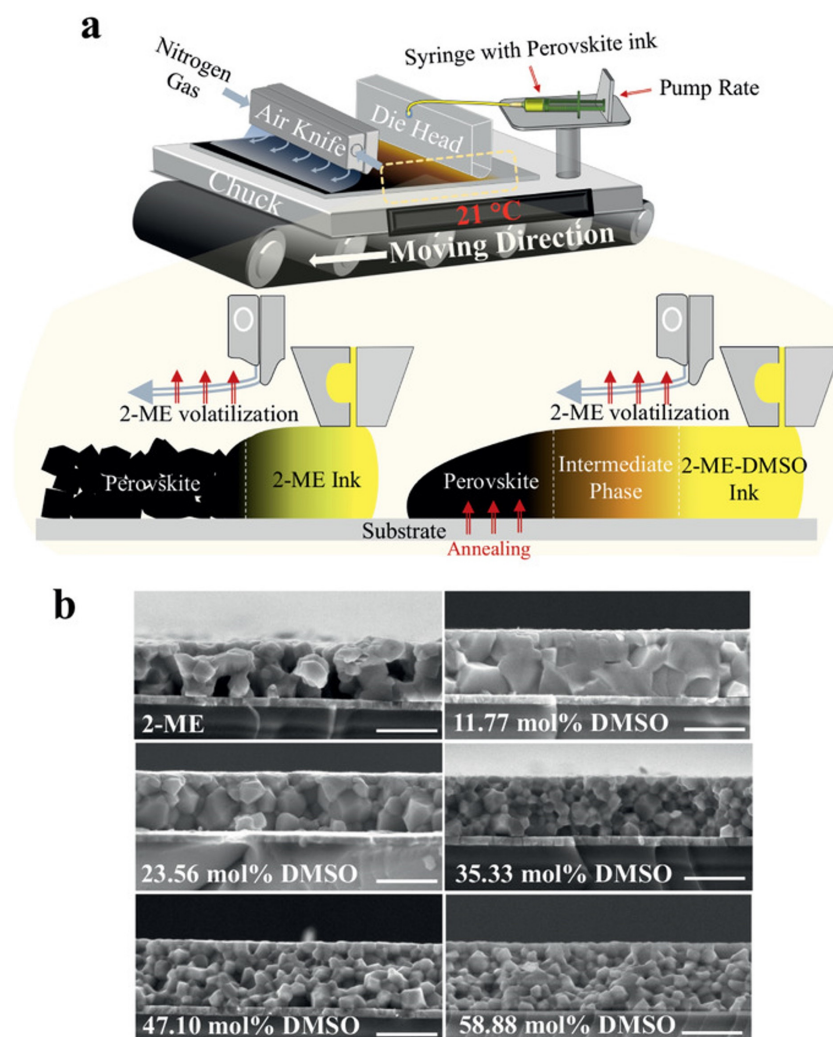 a
Nitrogen
Gas
Syringe with Perovskite ink
Pump Rate
Air Knife
Die Head
Chuck
21 °C
Moving Direction
2-ME volatilization
2-ME volatilization
Perovskite
2-ME Ink
Perovskite
Intermediate
Phase
2-ME-DMSO
Ink
Substrate
Annealing
b
2-ME
11.77 mol% DMSO
23.56 mol% DMSO
35.33 mol% DMSO
47.10 mol% DMSO
58.88 mol% DMSO